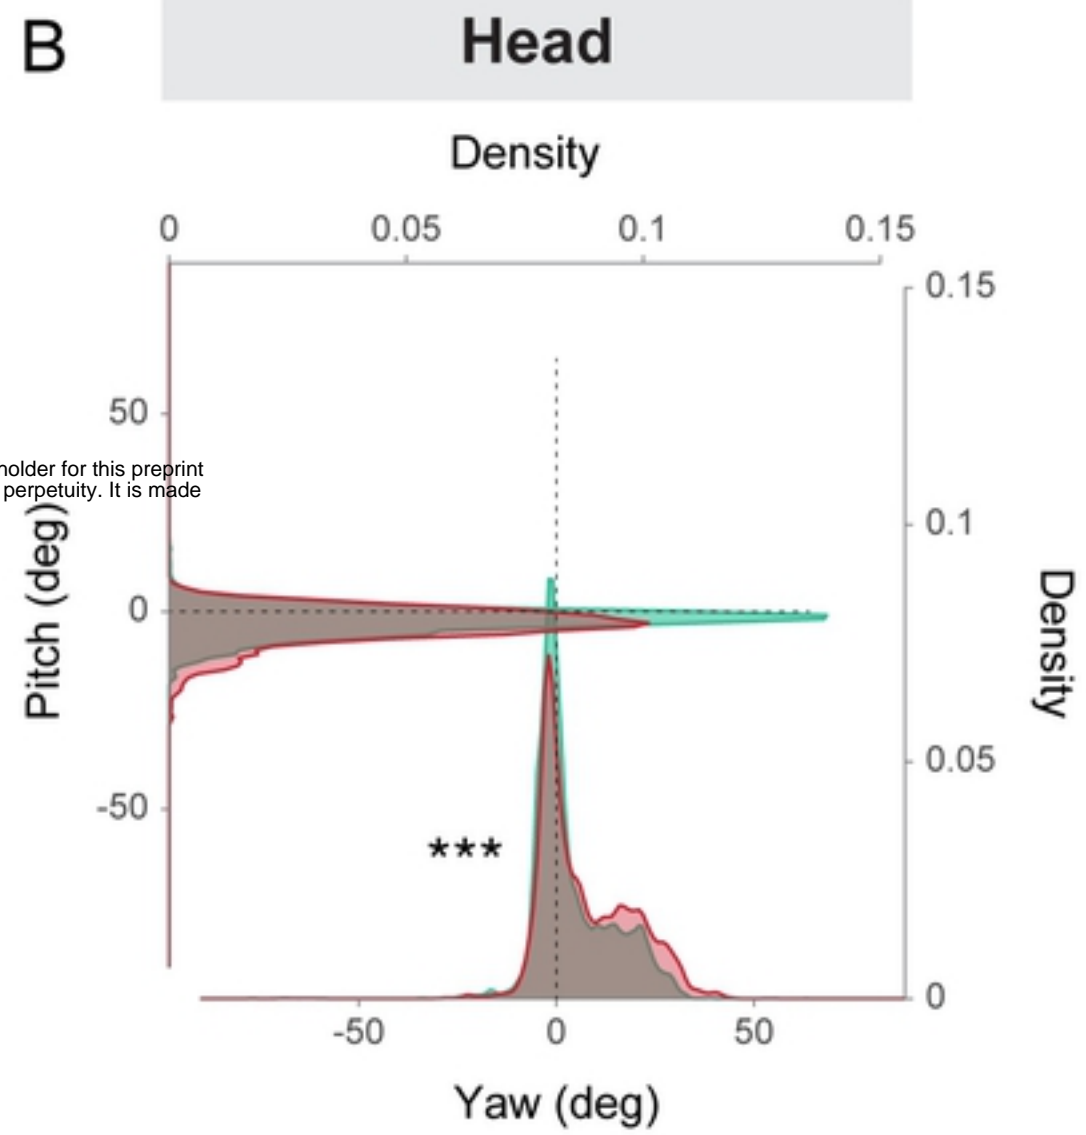 B
Head
Density
0 0.05 0.1 0.15
0.15
50
holder for this preprint
perpetuity. It is made
0.1
Pitch (deg)
0
Density
0.05
-50
***
0
-50 0 50
Yaw (deg)